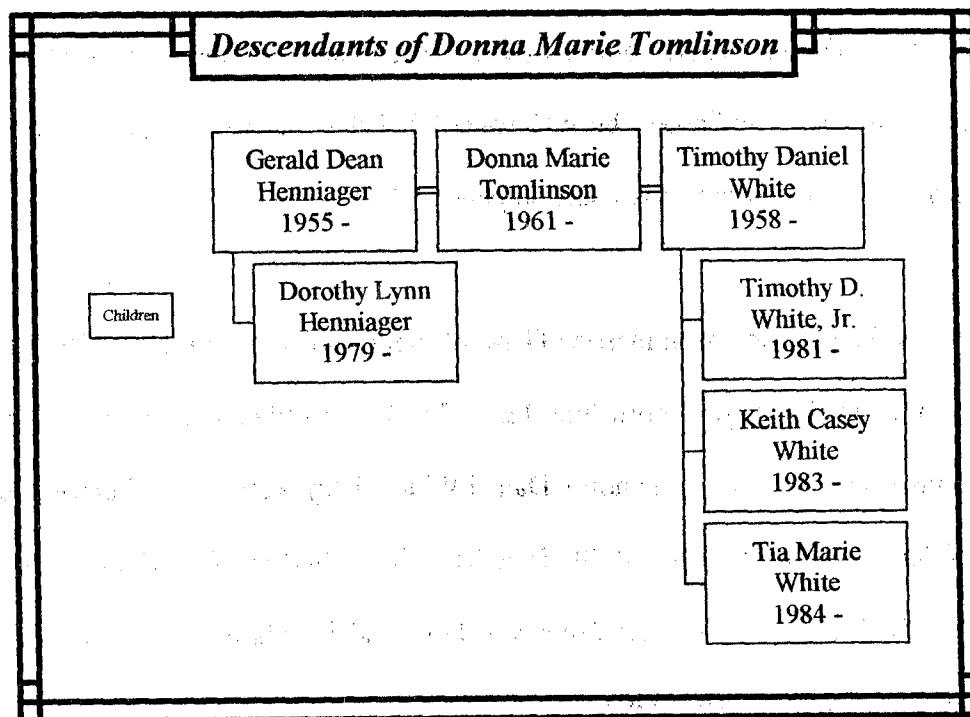 Descendants of Donna Marie Tomlinson
Gerald Dean
Henniager
1955 -
Donna Marie
Tomlinson
1961 -
Timothy Daniel
White
1958 -
Children
Dorothy Lynn
Henniager
1979 -
Timothy D.
White, Jr.
1981 -
Keith Casey
White
1983 -
Tia Marie
White
1984 -